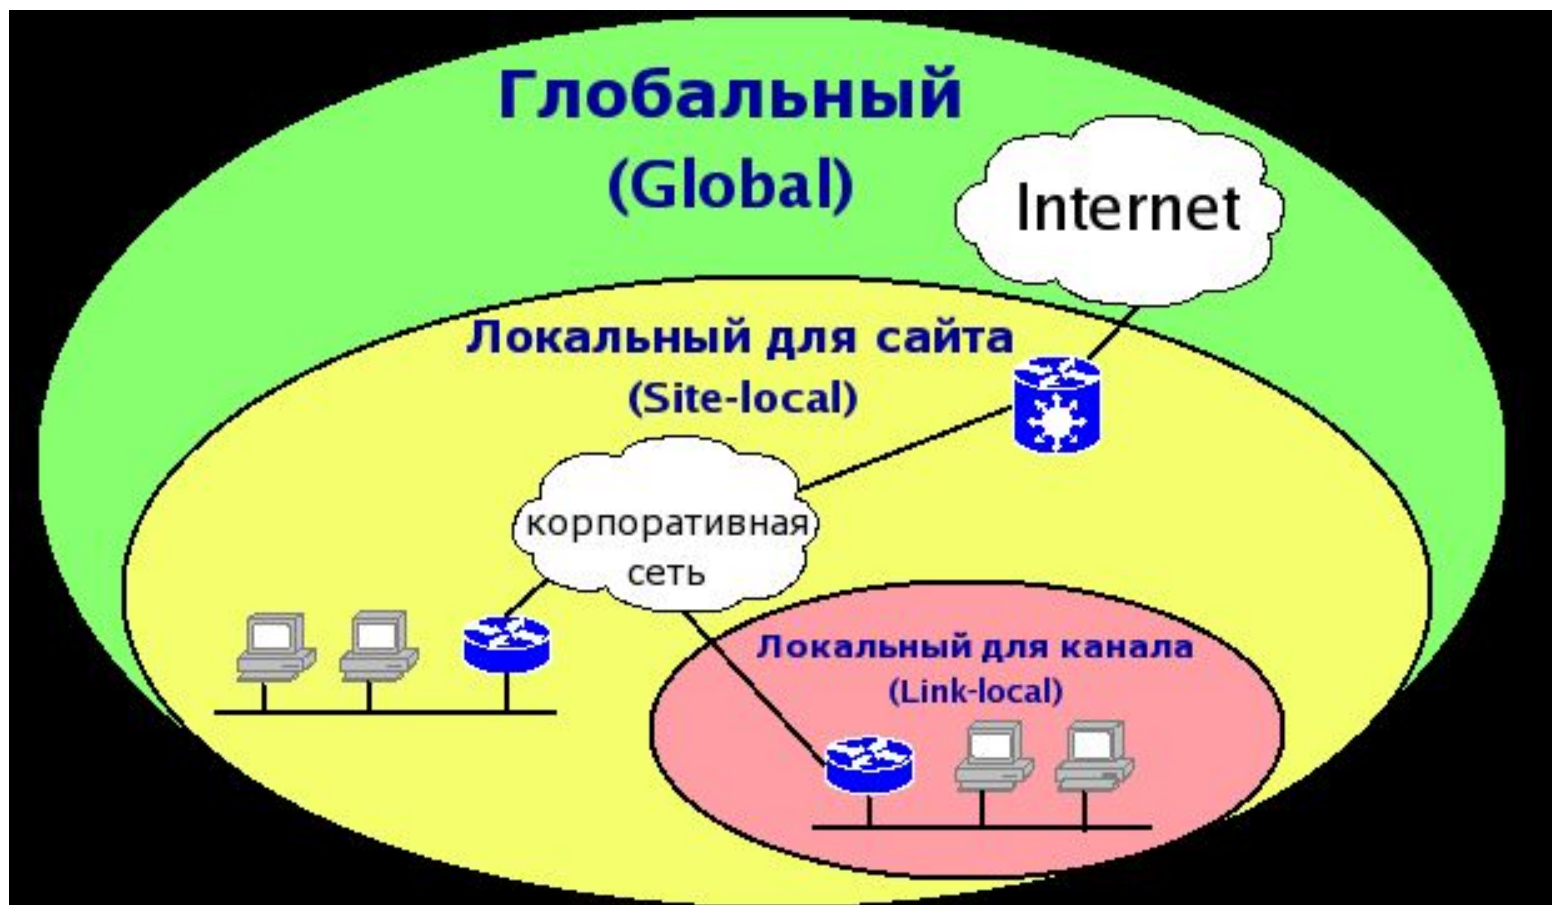 Глобальный
(Global)
Internet
Локальный для сайта
(Site-local)
корпоративная
сеть
Локальный для канала
(Link-local)